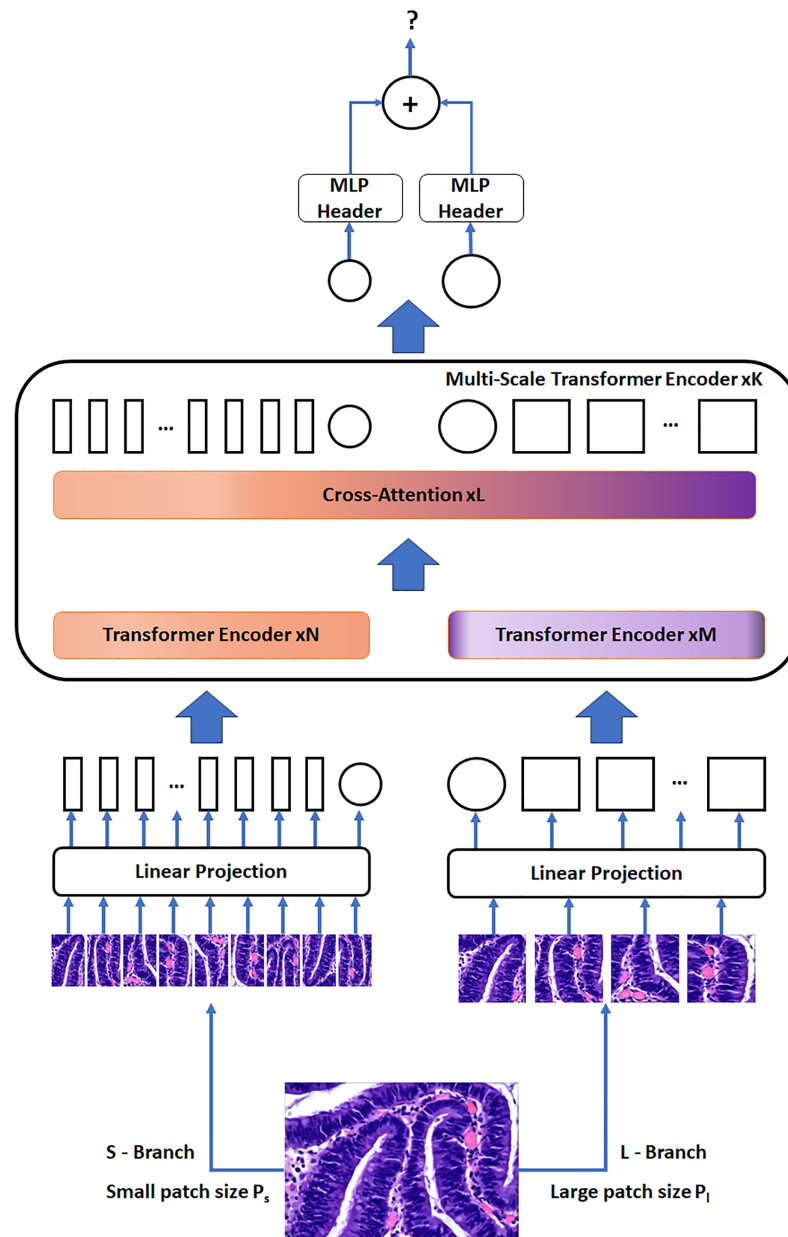 ?
+
MLP
Header
MLP
Header
Multi-Scale Transformer Encoder xK
...
...
Cross-Attention xL
Transformer Encoder xN
Transformer Encoder xM
...
...
Linear Projection
Linear Projection
S - Branch
L - Branch
Small patch size Pₛ
Large patch size Pₗ